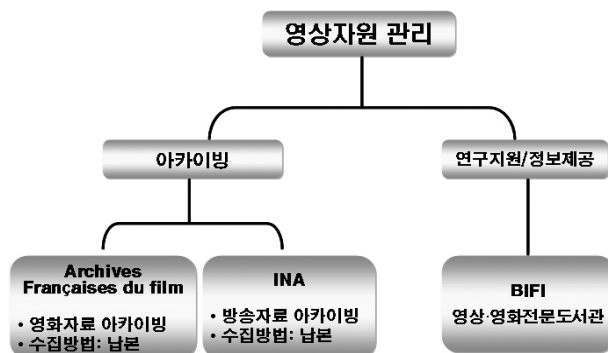 영상자원 관리
아카이빙
연구지원/정보제공
Archives
Françaises du film
• 영화자료 아카이빙
• 수집방법: 납본
INA
• 방송자료 아카이빙
• 수집방법: 납본
BIFI
영상·영화전문도서관